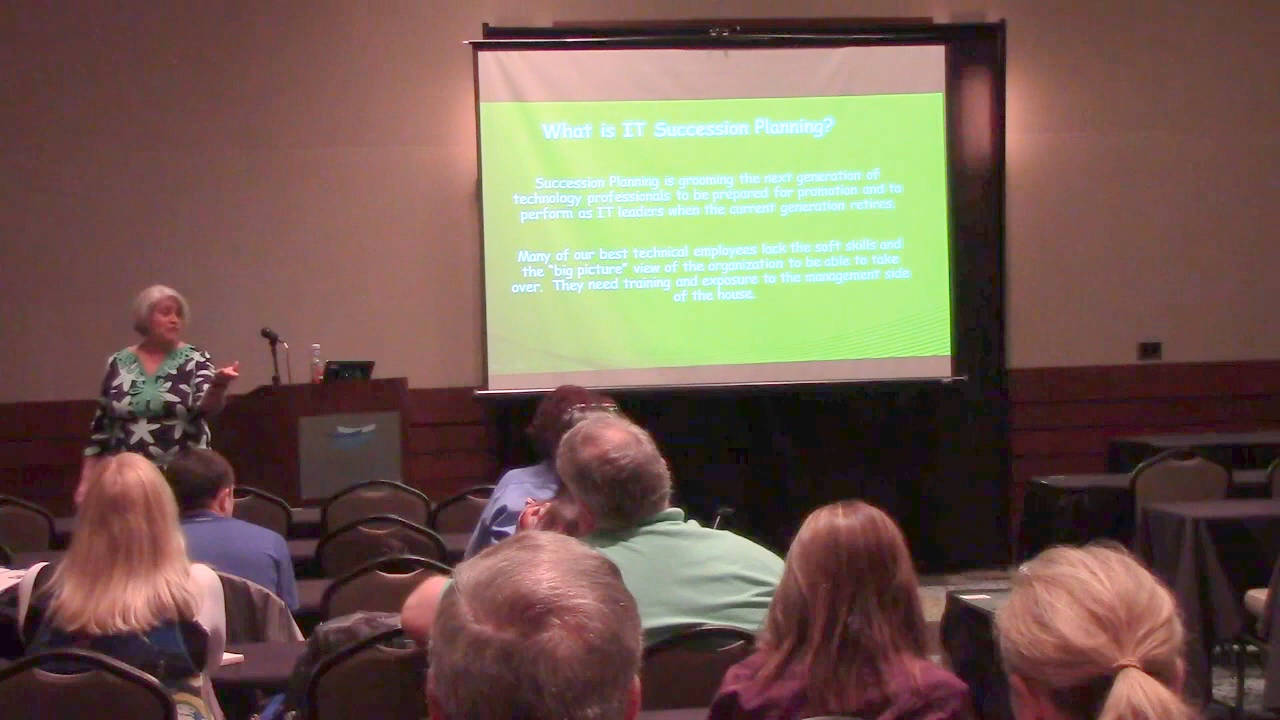 What is IT Succession Planning?
Succession Planning is grooming the next generation of
technology professionals to be prepared for promotion and to
perform as IT leaders when the current generation retires.
Many of our best technical employees lack the soft skills and
the "big picture" view of the organization to be able to take
over. They need training and exposure to the management side
of the house.